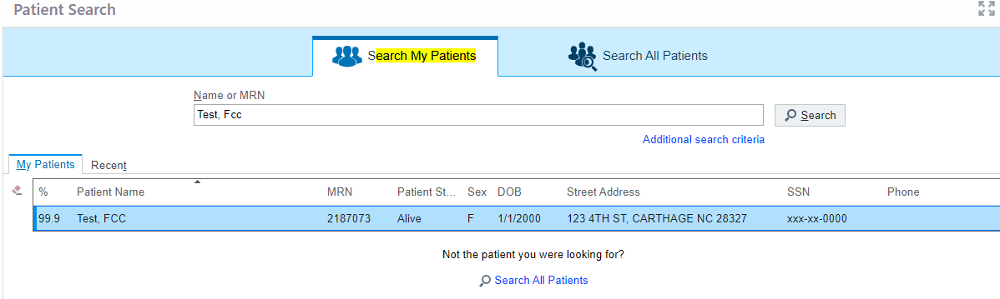 Patient Search
Search My Patients
Search All Patients
Name or MRN
Test, Fcc
Search
Additional search criteria
My Patients Recent
% Patient Name MRN Patient St... Sex DOB Street Address SSN Phone
99.9 Test, FCC 2187073 Alive F 1/1/2000 123 4TH ST, CARTHAGE NC 28327 xxx-xx-0000
Not the patient you were looking for?
Search All Patients